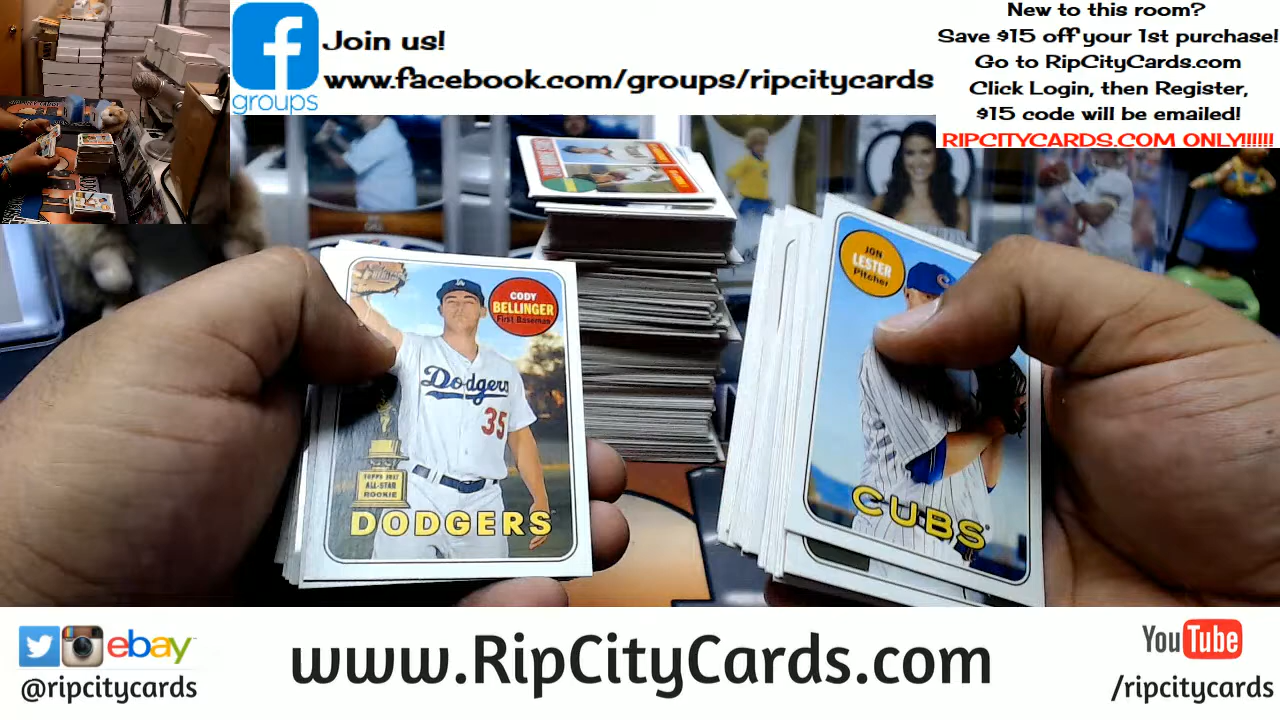 Join us!
www.facebook.com/groups/ripcitycards
groups
New to this room?
Save $15 off your 1st purchase!
Go to RipCityCards.com
Click Login, then Register,
$15 code will be emailed!
RIPCITYCARDS.COM ONLY!!!!!!
CODY
BELLINGER
First Baseman
LA
Dodgers
35
TOPPS 2017
ALL-STAR
ROOKIE
DODGERS
JON
LESTER
Pitcher
CUBS
ebay
@ripcitycards
www.RipCityCards.com
YouTube
/ripcitycards